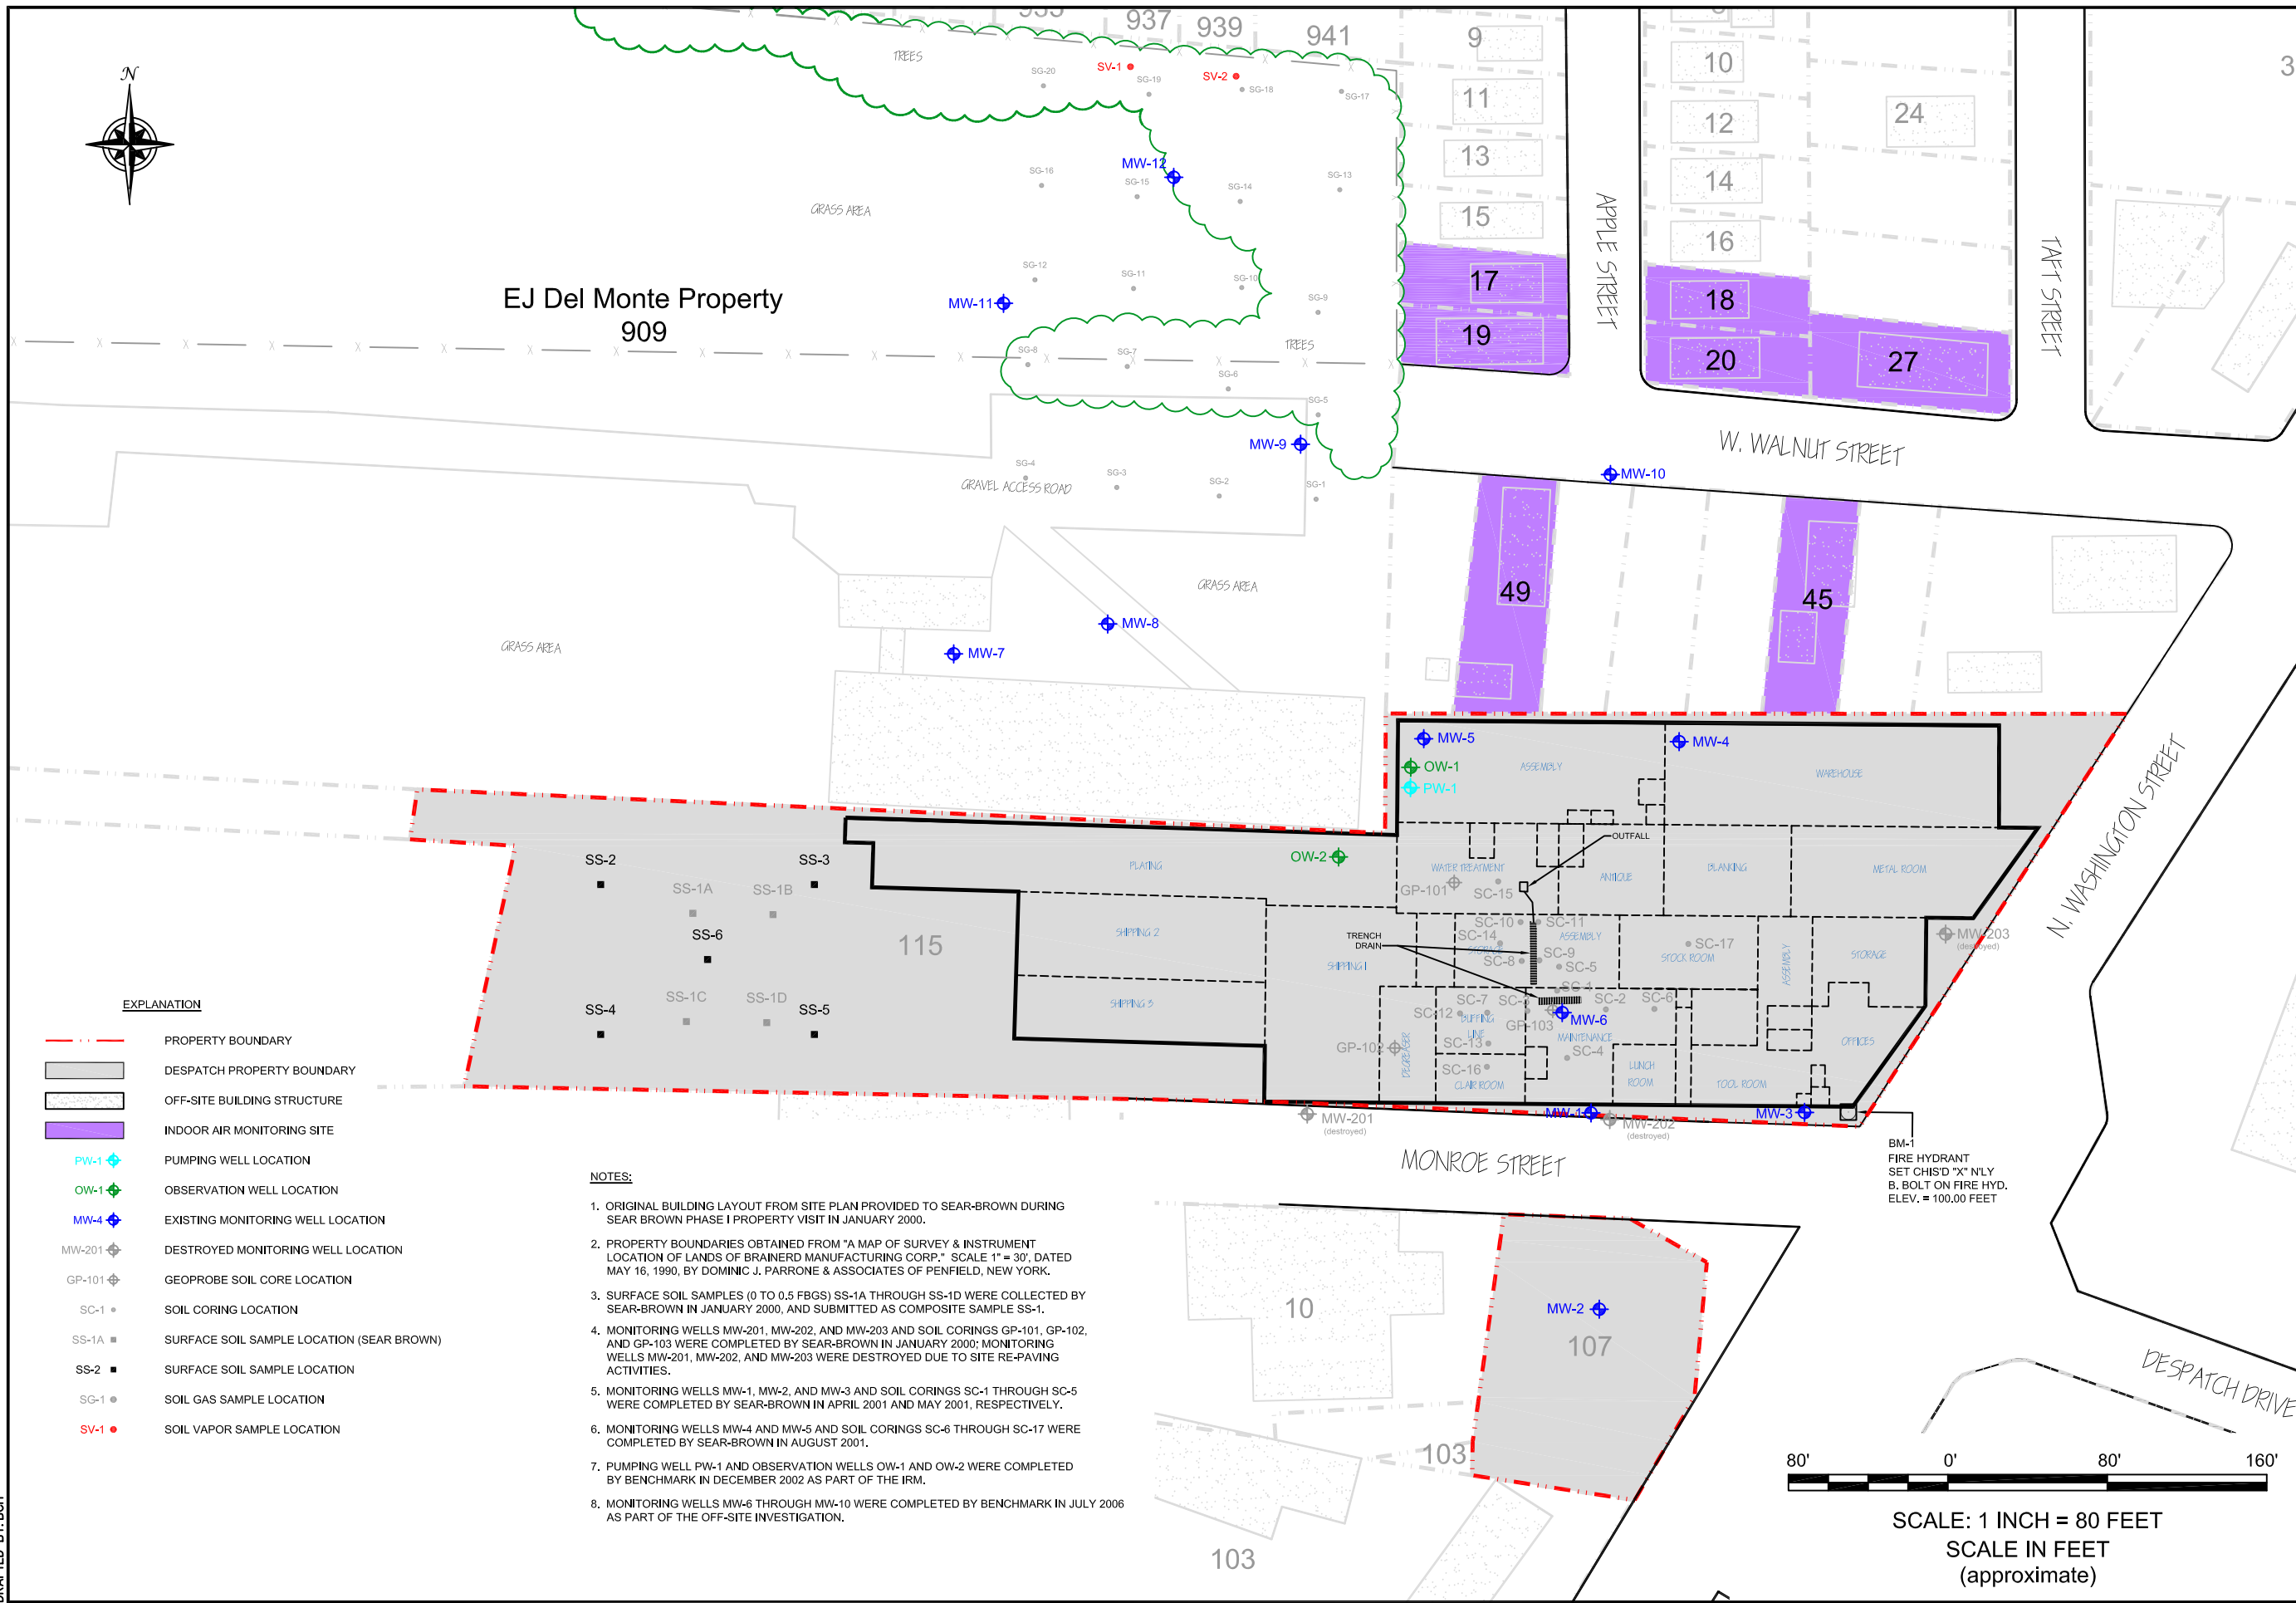 N
935
937
939
941
9
10
11
12
13
14
15
16
24
3
TREES
SV-1
SV-2
SG-20
SG-19
SG-18
SG-17
MW-12
SG-16
SG-15
SG-14
SG-13
GRASS AREA
SG-12
SG-11
SG-10
SG-9
EJ Del Monte Property
909
MW-11
17
19
18
20
27
APPLE STREET
TAFT STREET
TREES
SG-8
SG-7
SG-6
SG-5
MW-9
W. WALNUT STREET
MW-10
SG-4
SG-3
SG-2
SG-1
GRAVEL ACCESS ROAD
GRASS AREA
GRASS AREA
49
45
MW-8
MW-7
MW-5
MW-4
OW-1
PW-1
ASSEMBLY
WAREHOUSE
N. WASHINGTON STREET
OUTFALL
OW-2
PLATING
WATER TREATMENT
GP-101
SC-15
ANTIQUE
BLANKING
METAL ROOM
SS-2
SS-3
SS-1A
SS-1B
SS-6
115
SHIPPING 2
SHIPPING 1
SHIPPING 3
TRENCH
DRAIN
SC-10
SC-11
SC-14
STORAGE
ASSEMBLY
SC-8
SC-9
SC-5
SC-17
STOCK ROOM
ASSEMBLY
STORAGE
MW-203
(destroyed)
SS-4
SS-1C
SS-1D
SS-5
SC-7
SC-3
SC-1
SC-2
SC-6
SC-12
BUFFING
LINE
GP-103
MW-6
MAINTENANCE
GP-102
DEGREASER
SC-13
SC-4
SC-16
CLAIR ROOM
LUNCH
ROOM
TOOL ROOM
OFFICES
MW-201
(destroyed)
MW-1
MW-202
(destroyed)
MW-3
MONROE STREET
BM-1
FIRE HYDRANT
SET CHIS'D "X" N'LY
B. BOLT ON FIRE HYD.
ELEV. = 100.00 FEET
EXPLANATION
PROPERTY BOUNDARY
DESPATCH PROPERTY BOUNDARY
OFF-SITE BUILDING STRUCTURE
INDOOR AIR MONITORING SITE
PW-1 PUMPING WELL LOCATION
OW-1 OBSERVATION WELL LOCATION
MW-4 EXISTING MONITORING WELL LOCATION
MW-201 DESTROYED MONITORING WELL LOCATION
GP-101 GEOPROBE SOIL CORE LOCATION
SC-1 SOIL CORING LOCATION
SS-1A SURFACE SOIL SAMPLE LOCATION (SEAR BROWN)
SS-2 SURFACE SOIL SAMPLE LOCATION
SG-1 SOIL GAS SAMPLE LOCATION
SV-1 SOIL VAPOR SAMPLE LOCATION
NOTES:
1. ORIGINAL BUILDING LAYOUT FROM SITE PLAN PROVIDED TO SEAR-BROWN DURING
SEAR BROWN PHASE I PROPERTY VISIT IN JANUARY 2000.
2. PROPERTY BOUNDARIES OBTAINED FROM "A MAP OF SURVEY & INSTRUMENT
LOCATION OF LANDS OF BRAINERD MANUFACTURING CORP." SCALE 1" = 30', DATED
MAY 16, 1990, BY DOMINIC J. PARRONE & ASSOCIATES OF PENFIELD, NEW YORK.
3. SURFACE SOIL SAMPLES (0 TO 0.5 FBGS) SS-1A THROUGH SS-1D WERE COLLECTED BY
SEAR-BROWN IN JANUARY 2000, AND SUBMITTED AS COMPOSITE SAMPLE SS-1.
4. MONITORING WELLS MW-201, MW-202, AND MW-203 AND SOIL CORINGS GP-101, GP-102,
AND GP-103 WERE COMPLETED BY SEAR-BROWN IN JANUARY 2000; MONITORING
WELLS MW-201, MW-202, AND MW-203 WERE DESTROYED DUE TO SITE RE-PAVING
ACTIVITIES.
5. MONITORING WELLS MW-1, MW-2, AND MW-3 AND SOIL CORINGS SC-1 THROUGH SC-5
WERE COMPLETED BY SEAR-BROWN IN APRIL 2001 AND MAY 2001, RESPECTIVELY.
6. MONITORING WELLS MW-4 AND MW-5 AND SOIL CORINGS SC-6 THROUGH SC-17 WERE
COMPLETED BY SEAR-BROWN IN AUGUST 2001.
7. PUMPING WELL PW-1 AND OBSERVATION WELLS OW-1 AND OW-2 WERE COMPLETED
BY BENCHMARK IN DECEMBER 2002 AS PART OF THE IRM.
8. MONITORING WELLS MW-6 THROUGH MW-10 WERE COMPLETED BY BENCHMARK IN JULY 2006
AS PART OF THE OFF-SITE INVESTIGATION.
10
MW-2
107
103
103
DESPATCH DRIVE
80' 0' 80' 160'
SCALE: 1 INCH = 80 FEET
SCALE IN FEET
(approximate)